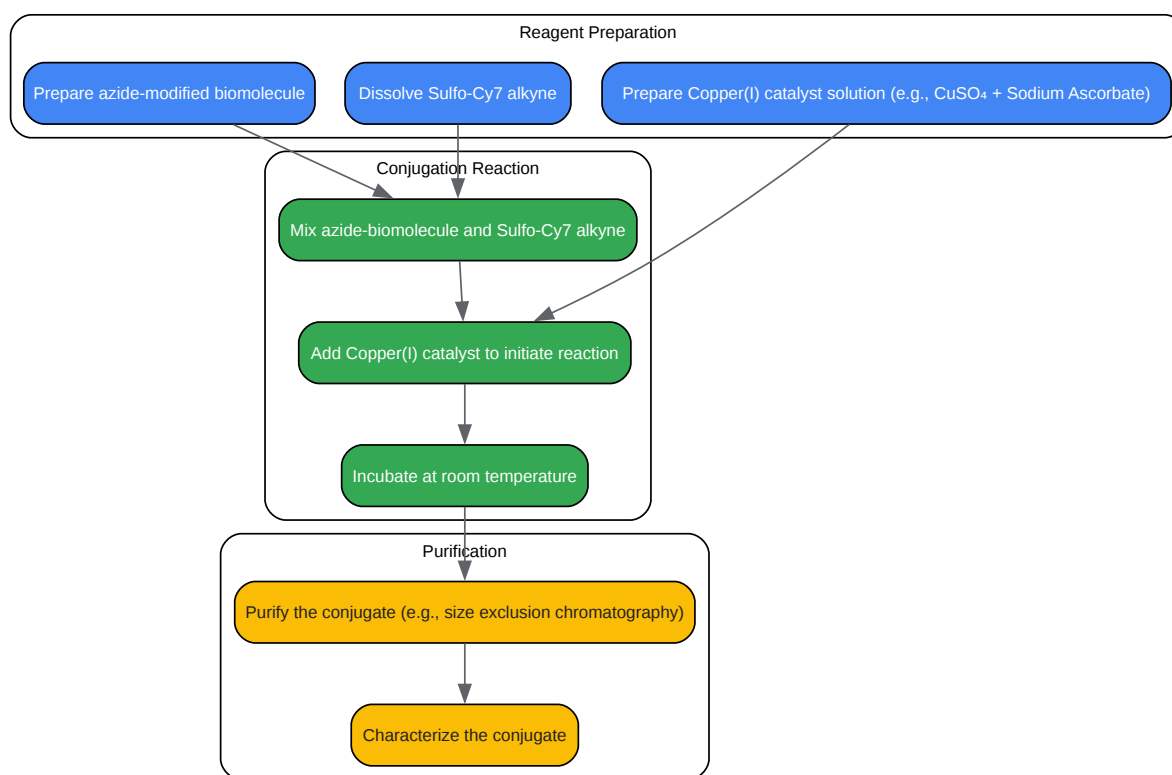 Reagent Preparation
Prepare azide-modified biomolecule
Dissolve Sulfo-Cy7 alkyne
Prepare Copper(I) catalyst solution (e.g., CuSO₄ + Sodium Ascorbate)
Conjugation Reaction
Mix azide-biomolecule and Sulfo-Cy7 alkyne
Add Copper(I) catalyst to initiate reaction
Incubate at room temperature
Purification
Purify the conjugate (e.g., size exclusion chromatography)
Characterize the conjugate